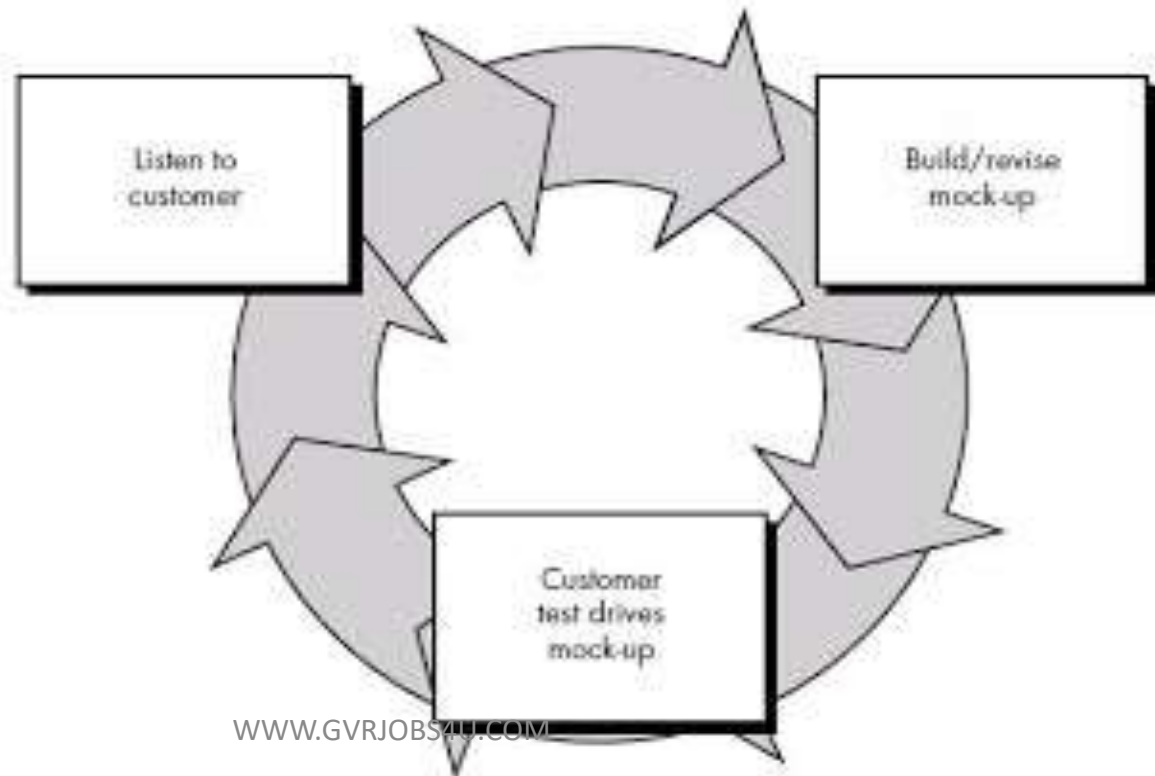 Listen to
customer
Build/revise
mock-up
Customer
test drives
mock-up
WWW.GVRJOBS4U.COM